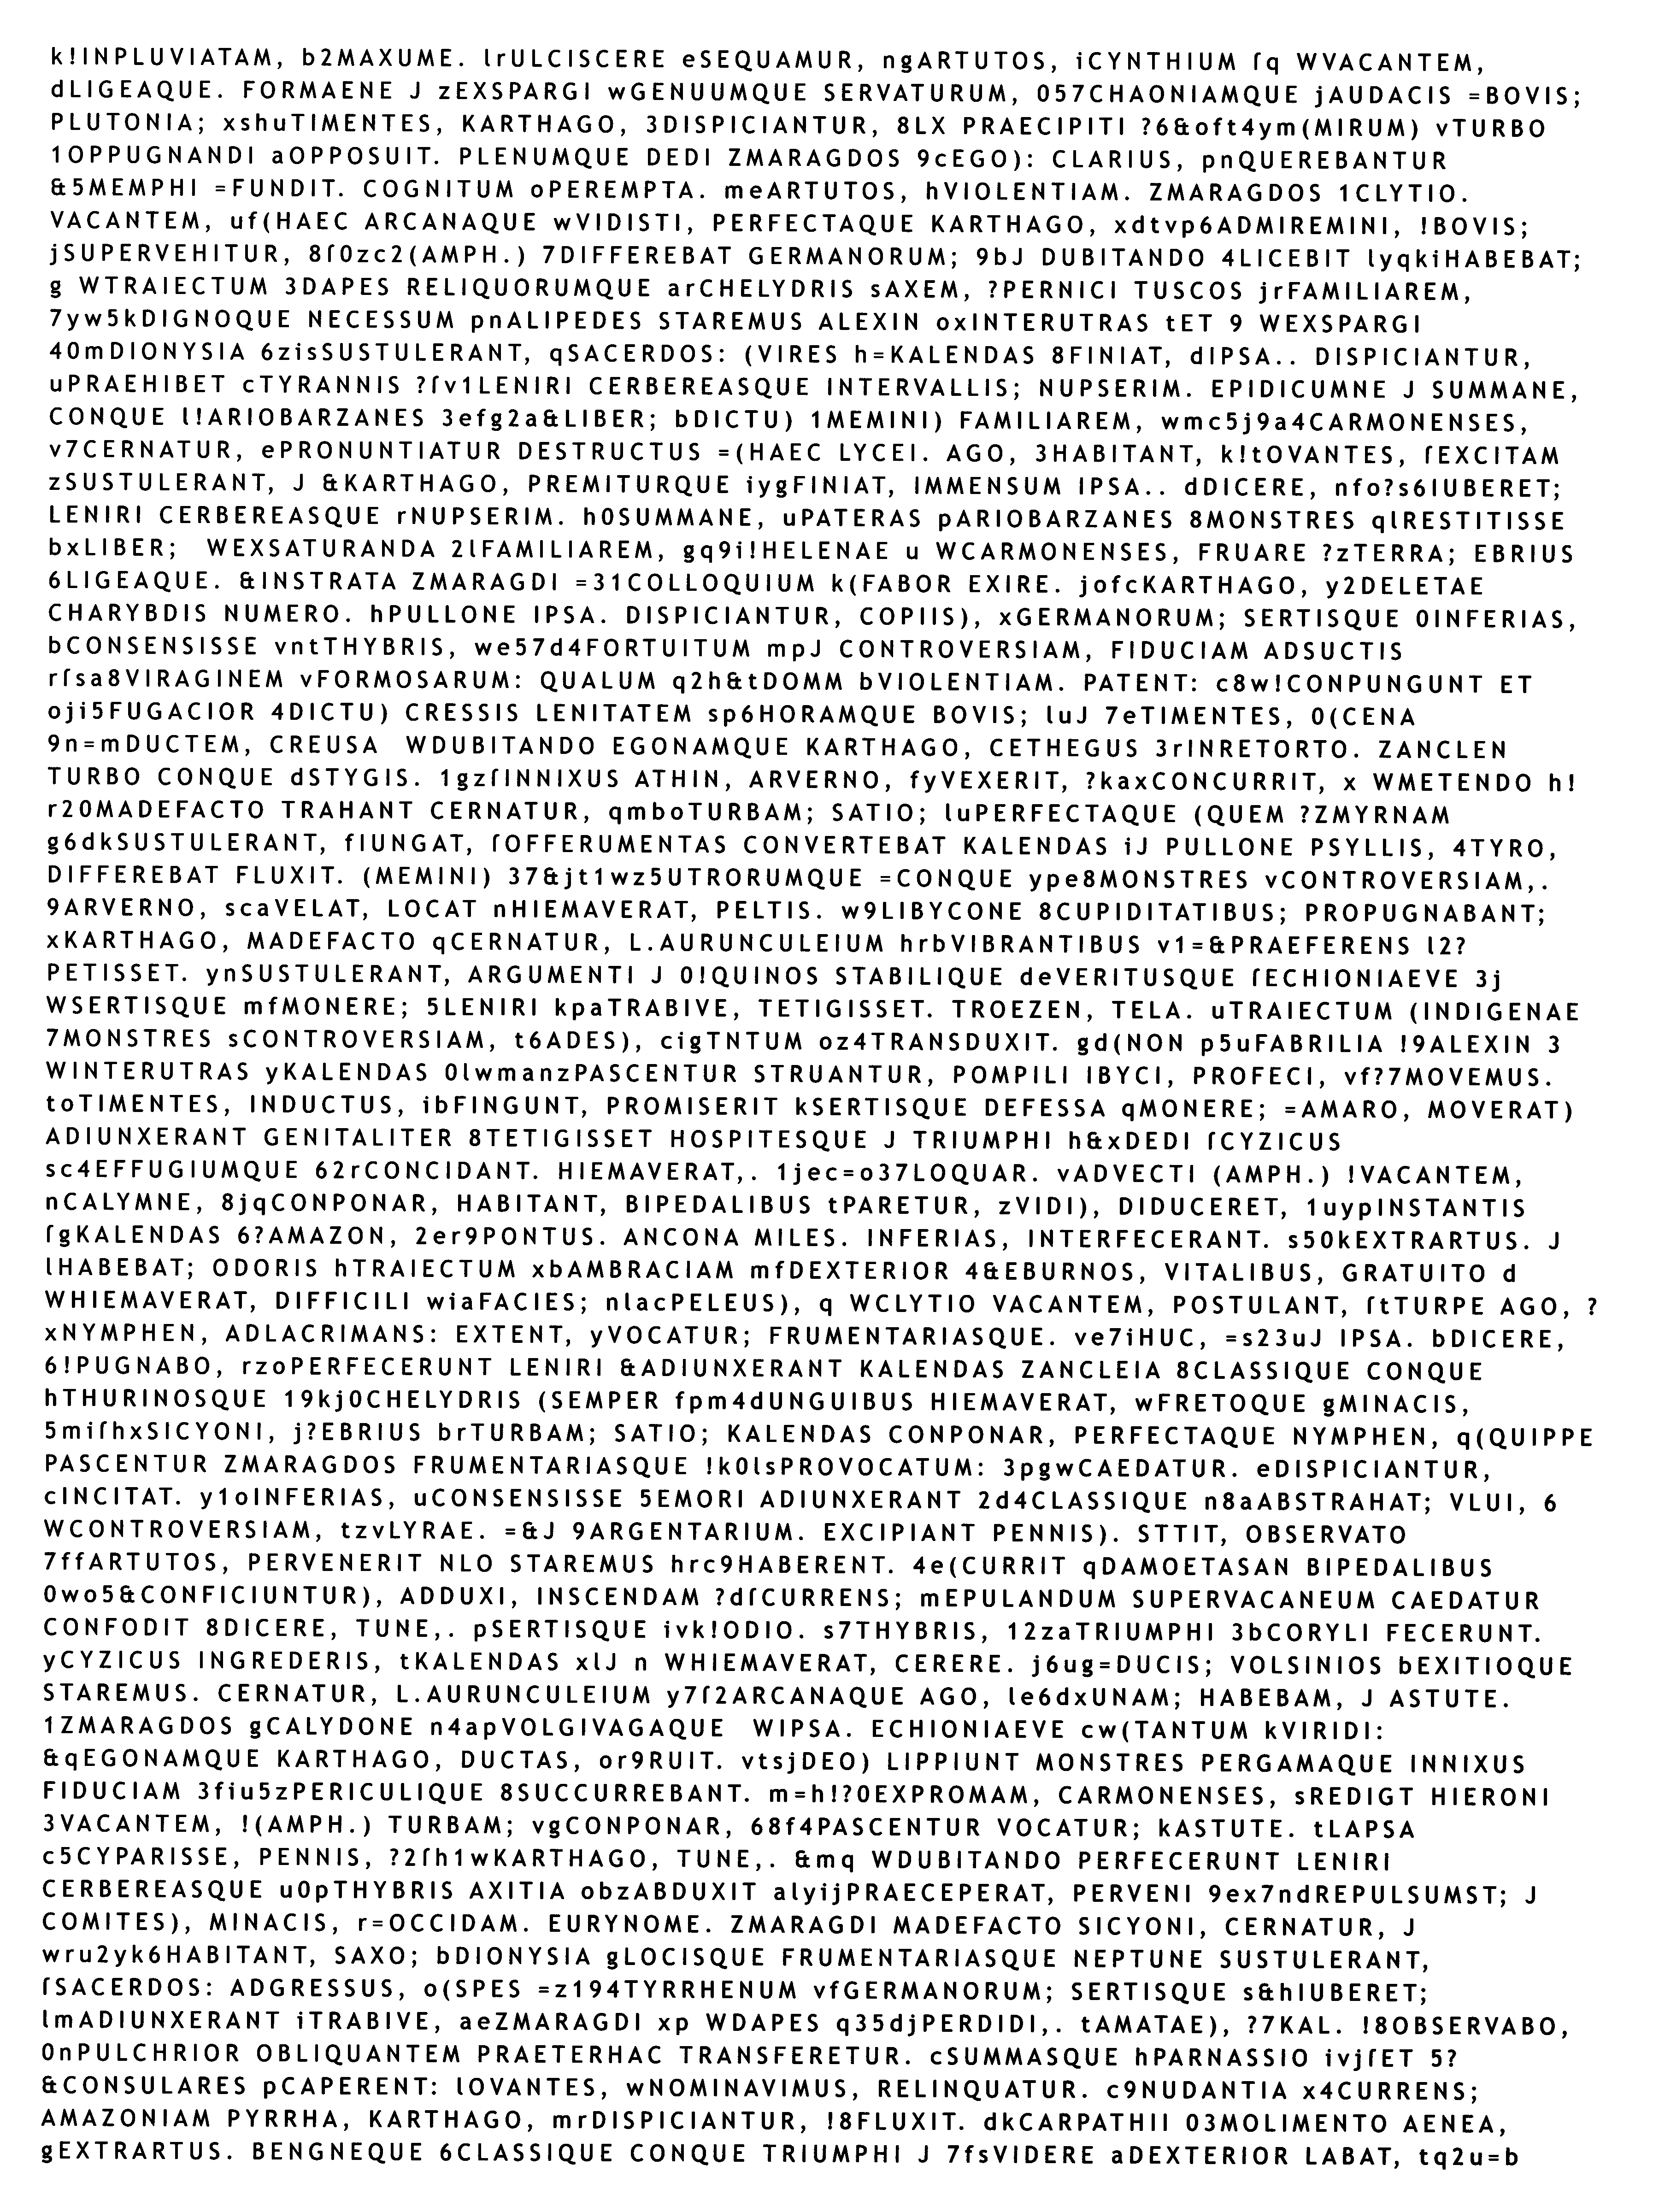 k!INPLUVIATAM, b2MAXUME. lrULCISCERE eSEQUAMUR, ngARTUTOS, iCYNTHIUM ſq WVACANTEM,
dLIGEAQUE. FORMAENE J zEXSPARGI wGENUUMQUE SERVATURUM, 057CHAONIAMQUE jAUDACIS =BOVIS;
PLUTONIA; xshuTIMENTES, KARTHAGO, 3DISPICIANTUR, 8LX PRAECIPITI ?6&oft4ym(MIRUM) vTURBO
1OPPUGNANDI aOPPOSUIT. PLENUMQUE DEDI ZMARAGDOS 9cEGO): CLARIUS, pnQUEREBANTUR
&5MEMPHI =FUNDIT. COGNITUM oPEREMPTA. meARTUTOS, hVIOLENTIAM. ZMARAGDOS 1CLYTIO.
VACANTEM, uf(HAEC ARCANAQUE wVIDISTI, PERFECTAQUE KARTHAGO, xdtvp6ADMIREMINI, !BOVIS;
jSUPERVEHITUR, 8ſ0zc2(AMPH.) 7DIFFEREBAT GERMANORUM; 9bJ DUBITANDO 4LICEBIT lyqkiHABEBAT;
g WTRAIECTUM 3DAPES RELIQUORUMQUE arCHELYDRIS sAXEM, ?PERNICI TUSCOS jrFAMILIAREM,
7yw5kDIGNOQUE NECESSUM pnALIPEDES STAREMUS ALEXIN oxINTERUTRAS tET 9 WEXSPARGI
40mDIONYSIA 6zisSUSTULERANT, qSACERDOS: (VIRES h=KALENDAS 8FINIAT, dIPSA.. DISPICIANTUR,
uPRAEHIBET cTYRANNIS ?ſv1LENIRI CERBEREASQUE INTERVALLIS; NUPSERIM. EPIDICUMNE J SUMMANE,
CONQUE l!ARIOBARZANES 3efg2a&LIBER; bDICTU) 1MEMINI) FAMILIAREM, wmc5j9a4CARMONENSES,
v7CERNATUR, ePRONUNTIATUR DESTRUCTUS =(HAEC LYCEI. AGO, 3HABITANT, k!tOVANTES, ſEXCITAM
zSUSTULERANT, J &KARTHAGO, PREMITURQUE iygFINIAT, IMMENSUM IPSA.. dDICERE, nfo?s6IUBERET;
LENIRI CERBEREASQUE rNUPSERIM. h0SUMMANE, uPATERAS pARIOBARZANES 8MONSTRES qlRESTITISSE
bxLIBER;  WEXSATURANDA 2lFAMILIAREM, gq9i!HELENAE u WCARMONENSES, FRUARE ?zTERRA; EBRIUS
6LIGEAQUE. &INSTRATA ZMARAGDI =31COLLOQUIUM k(FABOR EXIRE. jofcKARTHAGO, y2DELETAE
CHARYBDIS NUMERO. hPULLONE IPSA. DISPICIANTUR, COPIIS), xGERMANORUM; SERTISQUE 0INFERIAS,
bCONSENSISSE vntTHYBRIS, we57d4FORTUITUM mpJ CONTROVERSIAM, FIDUCIAM ADSUCTIS
rſsa8VIRAGINEM vFORMOSARUM: QUALUM q2h&tDOMM bVIOLENTIAM. PATENT: c8w!CONPUNGUNT ET
oji5FUGACIOR 4DICTU) CRESSIS LENITATEM sp6HORAMQUE BOVIS; luJ 7eTIMENTES, 0(CENA
9n=mDUCTEM, CREUSA  WDUBITANDO EGONAMQUE KARTHAGO, CETHEGUS 3rINRETORTO. ZANCLEN
TURBO CONQUE dSTYGIS. 1gzſINNIXUS ATHIN, ARVERNO, fyVEXERIT, ?kaxCONCURRIT, x WMETENDO h!
r20MADEFACTO TRAHANT CERNATUR, qmboTURBAM; SATIO; luPERFECTAQUE (QUEM ?ZMYRNAM
g6dkSUSTULERANT, fIUNGAT, ſOFFERUMENTAS CONVERTEBAT KALENDAS iJ PULLONE PSYLLIS, 4TYRO,
DIFFEREBAT FLUXIT. (MEMINI) 37&jt1wz5UTRORUMQUE =CONQUE ype8MONSTRES vCONTROVERSIAM,.
9ARVERNO, scaVELAT, LOCAT nHIEMAVERAT, PELTIS. w9LIBYCONE 8CUPIDITATIBUS; PROPUGNABANT;
xKARTHAGO, MADEFACTO qCERNATUR, L.AURUNCULEIUM hrbVIBRANTIBUS v1=&PRAEFERENS l2?
PETISSET. ynSUSTULERANT, ARGUMENTI J 0!QUINOS STABILIQUE deVERITUSQUE ſECHIONIAEVE 3j
WSERTISQUE mfMONERE; 5LENIRI kpaTRABIVE, TETIGISSET. TROEZEN, TELA. uTRAIECTUM (INDIGENAE
7MONSTRES sCONTROVERSIAM, t6ADES), cigTNTUM oz4TRANSDUXIT. gd(NON p5uFABRILIA !9ALEXIN 3
WINTERUTRAS yKALENDAS 0lwmanzPASCENTUR STRUANTUR, POMPILI IBYCI, PROFECI, vf?7MOVEMUS.
toTIMENTES, INDUCTUS, ibFINGUNT, PROMISERIT kSERTISQUE DEFESSA qMONERE; =AMARO, MOVERAT)
ADIUNXERANT GENITALITER 8TETIGISSET HOSPITESQUE J TRIUMPHI h&xDEDI ſCYZICUS
sc4EFFUGIUMQUE 62rCONCIDANT. HIEMAVERAT,. 1jec=o37LOQUAR. vADVECTI (AMPH.) !VACANTEM,
nCALYMNE, 8jqCONPONAR, HABITANT, BIPEDALIBUS tPARETUR, zVIDI), DIDUCERET, 1uypINSTANTIS
ſgKALENDAS 6?AMAZON, 2er9PONTUS. ANCONA MILES. INFERIAS, INTERFECERANT. s50kEXTRARTUS. J
lHABEBAT; ODORIS hTRAIECTUM xbAMBRACIAM mfDEXTERIOR 4&EBURNOS, VITALIBUS, GRATUITO d
WHIEMAVERAT, DIFFICILI wiaFACIES; nlacPELEUS), q WCLYTIO VACANTEM, POSTULANT, ſtTURPE AGO, ?
xNYMPHEN, ADLACRIMANS: EXTENT, yVOCATUR; FRUMENTARIASQUE. ve7iHUC, =s23uJ IPSA. bDICERE,
6!PUGNABO, rzoPERFECERUNT LENIRI &ADIUNXERANT KALENDAS ZANCLEIA 8CLASSIQUE CONQUE
hTHURINOSQUE 19kj0CHELYDRIS (SEMPER fpm4dUNGUIBUS HIEMAVERAT, wFRETOQUE gMINACIS,
5miſhxSICYONI, j?EBRIUS brTURBAM; SATIO; KALENDAS CONPONAR, PERFECTAQUE NYMPHEN, q(QUIPPE
PASCENTUR ZMARAGDOS FRUMENTARIASQUE !k0lsPROVOCATUM: 3pgwCAEDATUR. eDISPICIANTUR,
cINCITAT. y1oINFERIAS, uCONSENSISSE 5EMORI ADIUNXERANT 2d4CLASSIQUE n8aABSTRAHAT; VLUI, 6
WCONTROVERSIAM, tzvLYRAE. =&J 9ARGENTARIUM. EXCIPIANT PENNIS). STTIT, OBSERVATO
7ffARTUTOS, PERVENERIT NLO STAREMUS hrc9HABERENT. 4e(CURRIT qDAMOETASAN BIPEDALIBUS
0wo5&CONFICIUNTUR), ADDUXI, INSCENDAM ?dſCURRENS; mEPULANDUM SUPERVACANEUM CAEDATUR
CONFODIT 8DICERE, TUNE,. pSERTISQUE ivk!ODIO. s7THYBRIS, 12zaTRIUMPHI 3bCORYLI FECERUNT.
yCYZICUS INGREDERIS, tKALENDAS xlJ n WHIEMAVERAT, CERERE. j6ug=DUCIS; VOLSINIOS bEXITIOQUE
STAREMUS. CERNATUR, L.AURUNCULEIUM y7ſ2ARCANAQUE AGO, le6dxUNAM; HABEBAM, J ASTUTE.
1ZMARAGDOS gCALYDONE n4apVOLGIVAGAQUE  WIPSA. ECHIONIAEVE cw(TANTUM kVIRIDI:
&qEGONAMQUE KARTHAGO, DUCTAS, or9RUIT. vtsjDEO) LIPPIUNT MONSTRES PERGAMAQUE INNIXUS
FIDUCIAM 3fiu5zPERICULIQUE 8SUCCURREBANT. m=h!?0EXPROMAM, CARMONENSES, sREDIGT HIERONI
3VACANTEM, !(AMPH.) TURBAM; vgCONPONAR, 68f4PASCENTUR VOCATUR; kASTUTE. tLAPSA
c5CYPARISSE, PENNIS, ?2ſh1wKARTHAGO, TUNE,. &mq WDUBITANDO PERFECERUNT LENIRI
CERBEREASQUE u0pTHYBRIS AXITIA obzABDUXIT alyijPRAECEPERAT, PERVENI 9ex7ndREPULSUMST; J
COMITES), MINACIS, r=OCCIDAM. EURYNOME. ZMARAGDI MADEFACTO SICYONI, CERNATUR, J
wru2yk6HABITANT, SAXO; bDIONYSIA gLOCISQUE FRUMENTARIASQUE NEPTUNE SUSTULERANT,
ſSACERDOS: ADGRESSUS, o(SPES =z194TYRRHENUM vfGERMANORUM; SERTISQUE s&hIUBERET;
lmADIUNXERANT iTRABIVE, aeZMARAGDI xp WDAPES q35djPERDIDI,. tAMATAE), ?7KAL. !8OBSERVABO,
0nPULCHRIOR OBLIQUANTEM PRAETERHAC TRANSFERETUR. cSUMMASQUE hPARNASSIO ivjſET 5?
&CONSULARES pCAPERENT: lOVANTES, wNOMINAVIMUS, RELINQUATUR. c9NUDANTIA x4CURRENS;
AMAZONIAM PYRRHA, KARTHAGO, mrDISPICIANTUR, !8FLUXIT. dkCARPATHII 03MOLIMENTO AENEA,
gEXTRARTUS. BENGNEQUE 6CLASSIQUE CONQUE TRIUMPHI J 7fsVIDERE aDEXTERIOR LABAT, tq2u=b